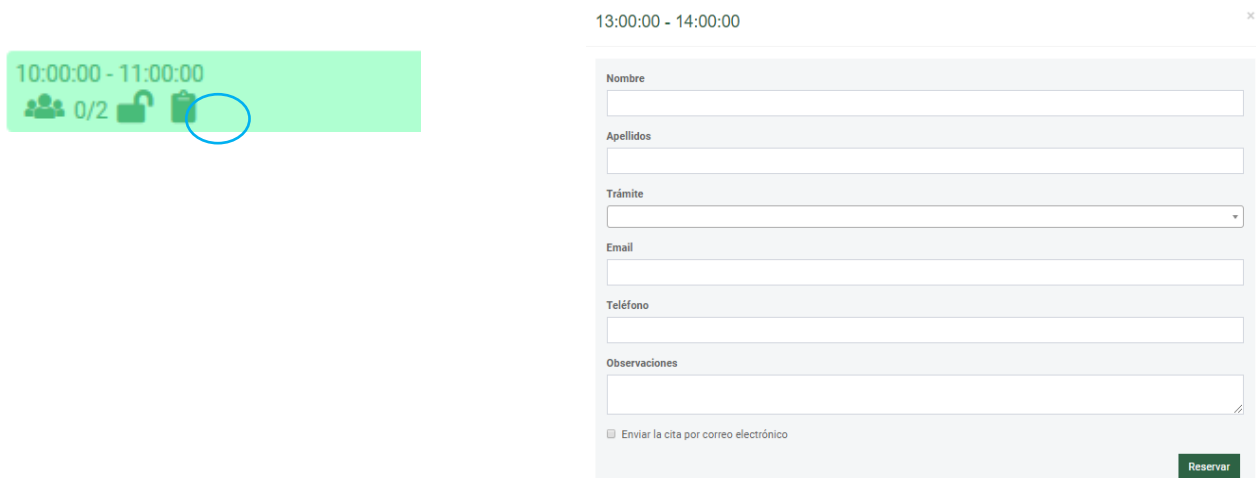 10:00:00 - 11:00:00
0/2
13:00:00 - 14:00:00
×
Nombre
Apellidos
Trámite
Email
Teléfono
Observaciones
Enviar la cita por correo electrónico
Reservar